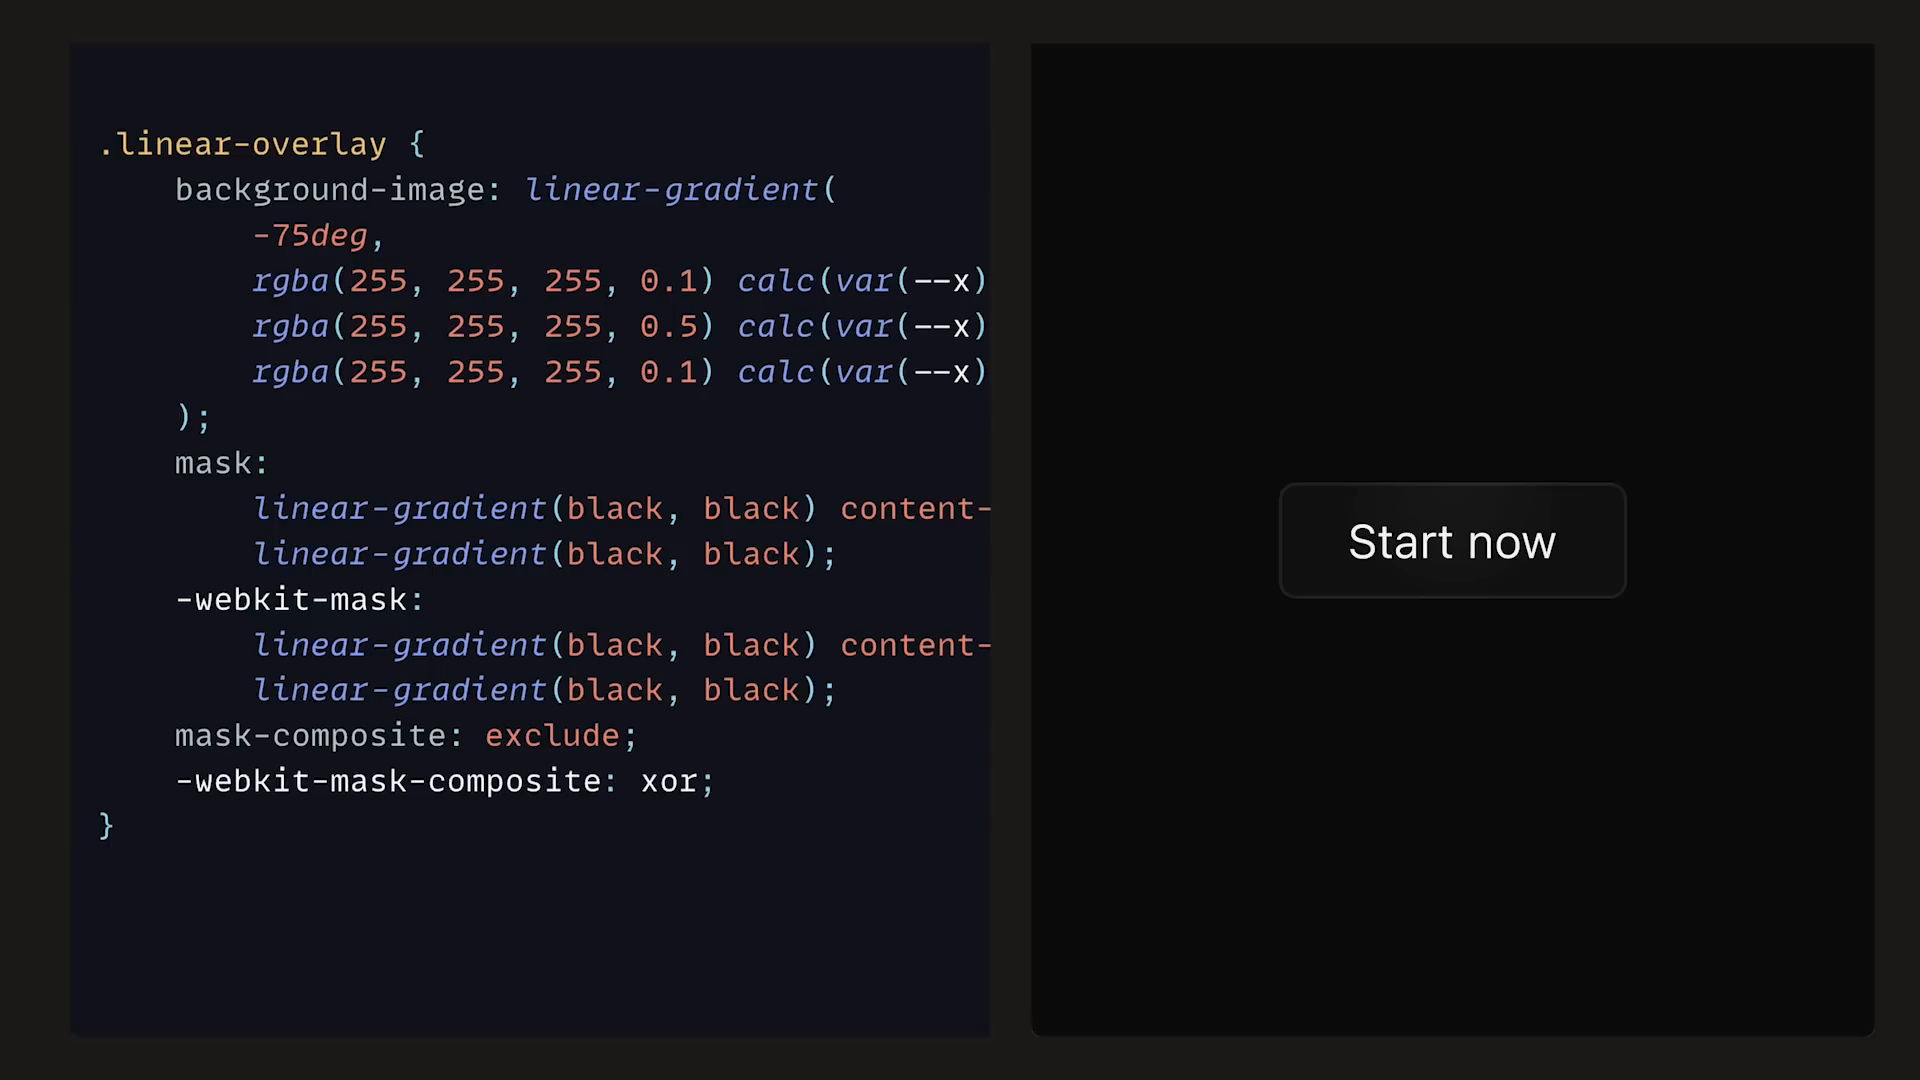 .linear-overlay {
background-image: linear-gradient(
-75deg,
rgba(255, 255, 255, 0.1) calc(var(--x)
rgba(255, 255, 255, 0.5) calc(var(--x)
rgba(255, 255, 255, 0.1) calc(var(--x)
);
mask:
linear-gradient(black, black) content-
linear-gradient(black, black);
-webkit-mask:
linear-gradient(black, black) content-
linear-gradient(black, black);
mask-composite: exclude;
-webkit-mask-composite: xor;
}
Start now